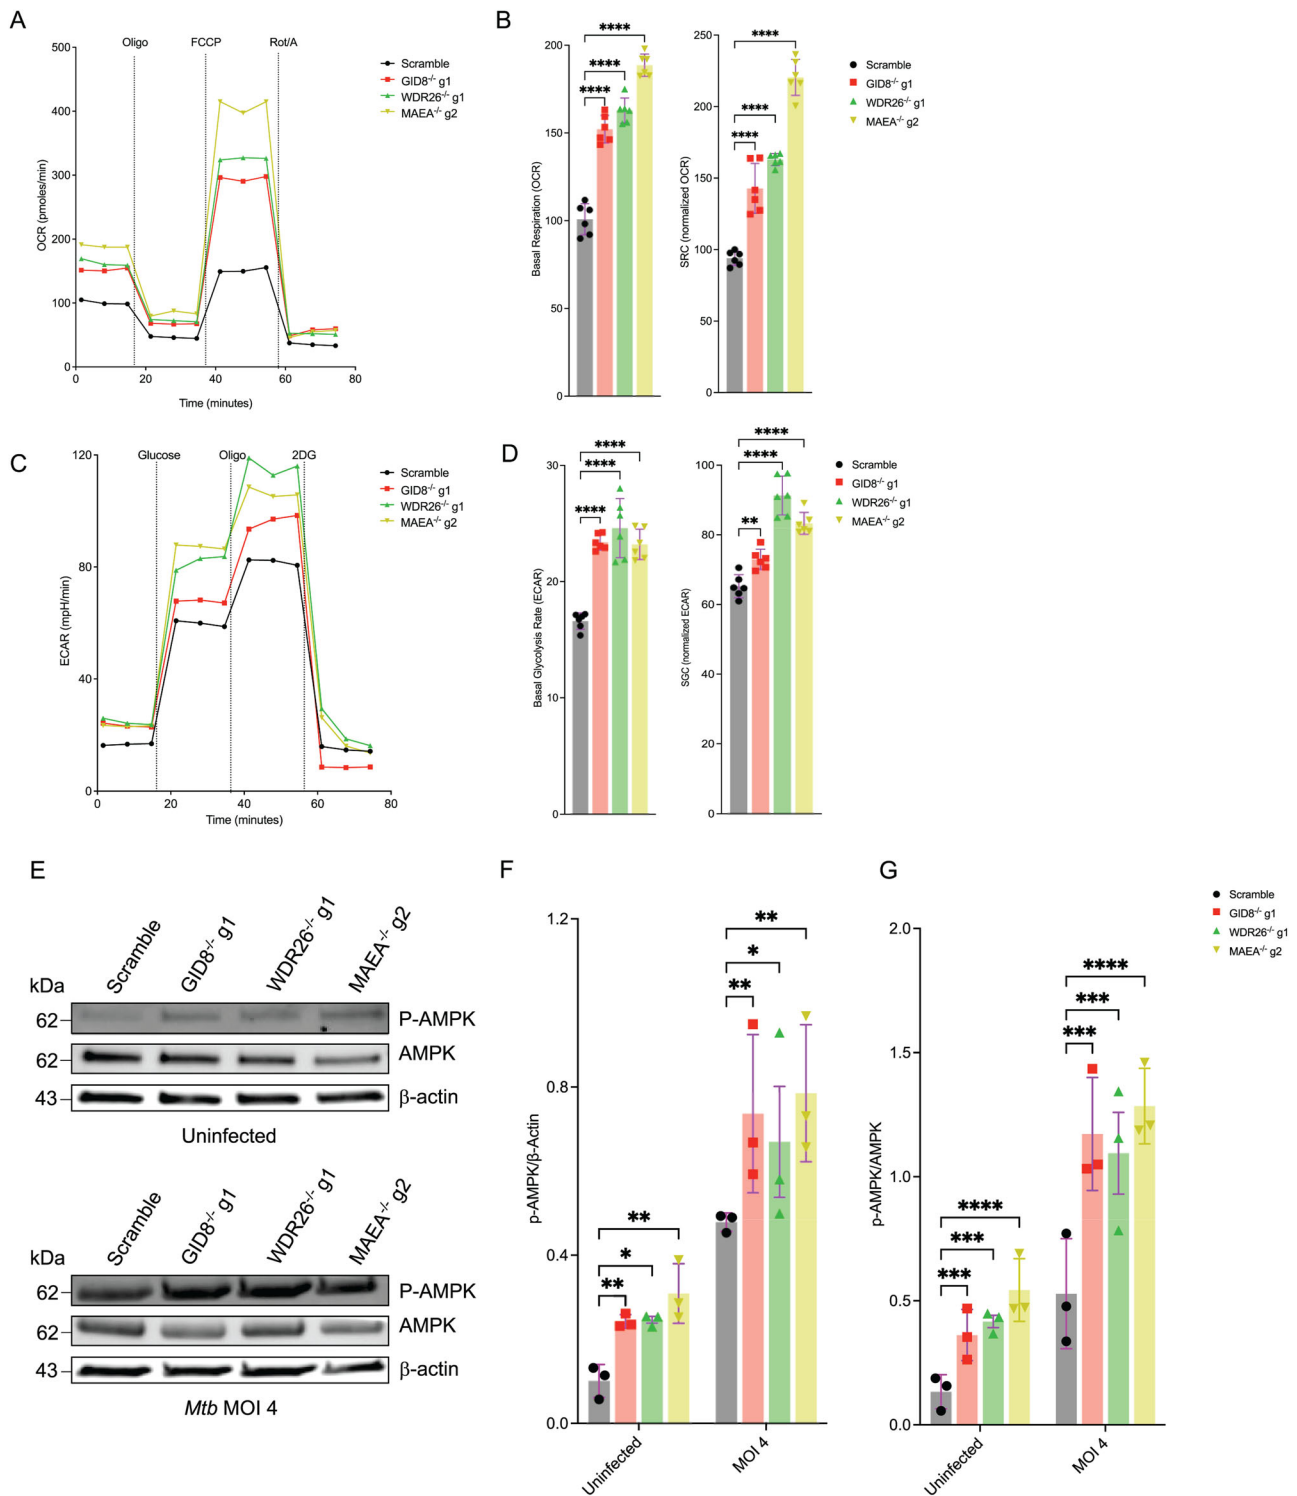 A
Oligo
FCCP
Rot/A
500
400
300
200
100
0
OCR (pmoles/min)
0
20
40
60
80
Time (minutes)
Scramble
GID8-/- g1
WDR26-/- g1
MAEA-/- g2
B
200
150
100
50
0
Basal Respiration (OCR)
****
****
****
250
200
150
100
50
0
SRC (normalized OCR)
****
****
****
Scramble
GID8-/- g1
WDR26-/- g1
MAEA-/- g2
C
Glucose
Oligo
2DG
120
80
40
0
ECAR (mpH/min)
0
20
40
60
80
Time (minutes)
Scramble
GID8-/- g1
WDR26-/- g1
MAEA-/- g2
D
30
20
10
0
Basal Glycolysis Rate (ECAR)
****
****
****
100
80
60
40
20
0
SGC (normalized ECAR)
****
****
**
Scramble
GID8-/- g1
WDR26-/- g1
MAEA-/- g2
E
Scramble
GID8-/- g1
WDR26-/- g1
MAEA-/- g2
kDa
62
P-AMPK
62
AMPK
43
β-actin
Uninfected
Scramble
GID8-/- g1
WDR26-/- g1
MAEA-/- g2
kDa
62
P-AMPK
62
AMPK
43
β-actin
Mtb MOI 4
F
1.2
0.8
0.4
0.0
p-AMPK/β-Actin
**
*
**
**
*
**
Uninfected
MOI 4
G
2.0
1.5
1.0
0.5
0.0
p-AMPK/AMPK
****
***
***
****
***
***
Uninfected
MOI 4
Scramble
GID8-/- g1
WDR26-/- g1
MAEA-/- g2